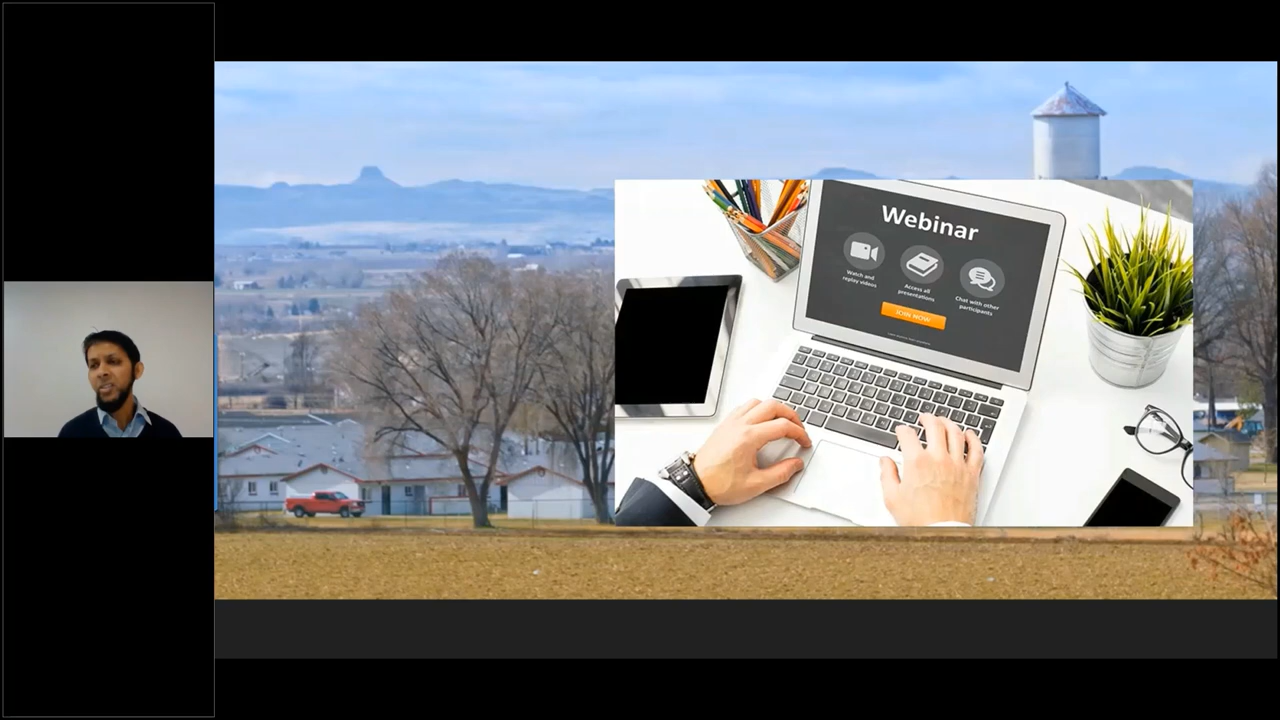 Webinar
Watch and
replay videos
Access all
presentations
Chat with other
participants
JOIN NOW